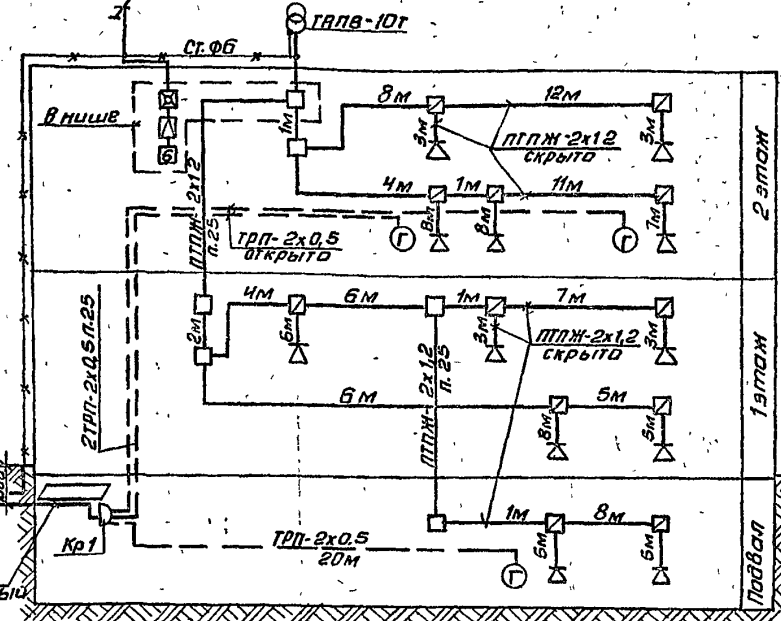 ТАПВ-10Т
Ст.Ф6
В нише
Б
1м
8м
12м
3м
ПТПЖ-2х1.2
скрыто
3м
4м
1м
11м
8м
8м
7м
Г
Г
ТРП-2х0,5
открыто
ПТПЖ-2х1.2
п.25
2 этаж
4м
6м
1м
7м
2м
6м
3м
3м
ПТПЖ-2х1,2
скрыто
ПТПЖ-2х1,2
п.25
6м
5м
8м
5м
1 этаж
2ТРП-2х0,5 п.25
Кр1
1м
8м
6м
6м
ТРП-2х0.5
20м
Г
Подвал